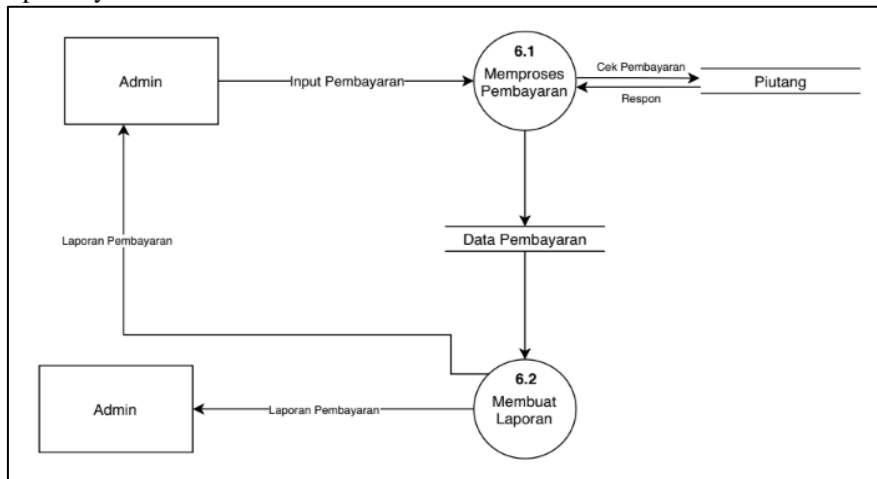 Admin
Input Pembayaran
6.1
Memproses
Pembayaran
Cek Pembayaran
Respon
Piutang
Laporan Pembayaran
Data Pembayaran
Admin
Laporan Pembayaran
6.2
Membuat
Laporan